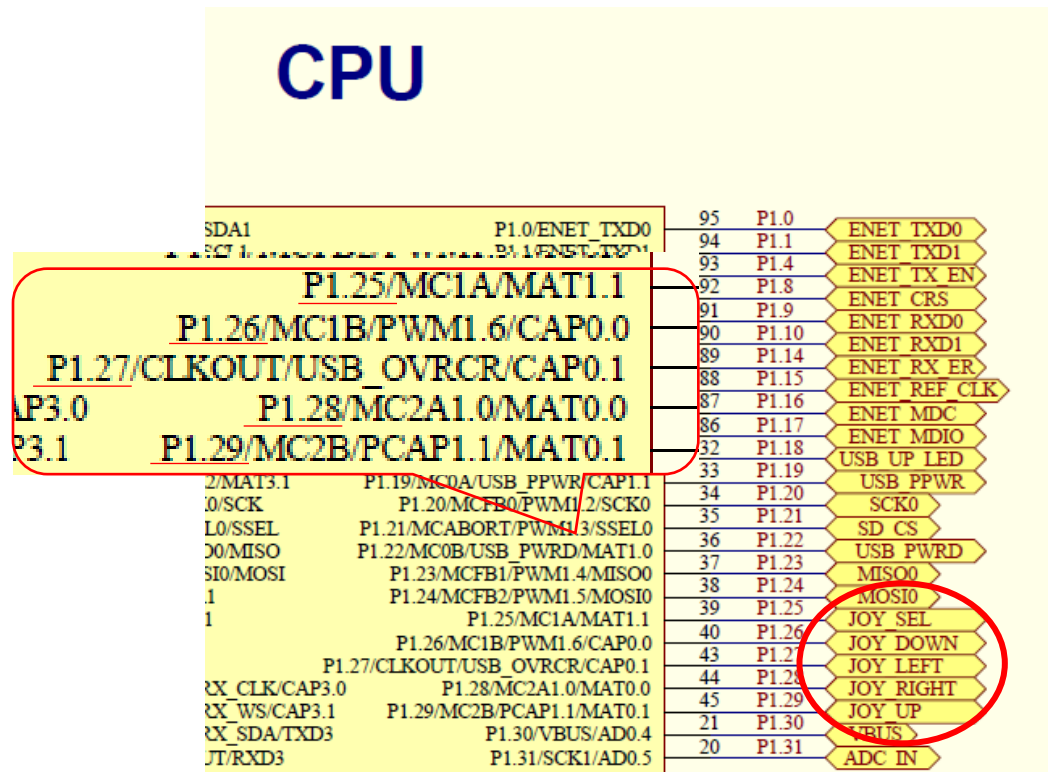 CPU
SDA1 P1.0/ENET_TXD0 95 P1.0 ENET_TXD0
94 P1.1 ENET_TXD1
93 P1.4 ENET_TX_EN
P1.25/MC1A/MAT1.1 92 P1.8 ENET_CRS
91 P1.9 ENET_RXD0
P1.26/MC1B/PWM1.6/CAP0.0 90 P1.10 ENET_RXD1
P1.27/CLKOUT/USB_OVRCR/CAP0.1 89 P1.14 ENET_RX_ER
88 P1.15 ENET_REF_CLK
AP3.0 P1.28/MC2A1.0/MAT0.0 87 P1.16 ENET_MDC
86 P1.17 ENET_MDIO
P3.1 P1.29/MC2B/PCAP1.1/MAT0.1 32 P1.18 USB_UP_LED
2/MAT3.1 P1.19/MC0A/USB_PPWR/CAP1.1 33 P1.19 USB_PPWR
0/SCK P1.20/MCFB0/PWM1.2/SCK0 34 P1.20 SCK0
L0/SSEL P1.21/MCABORT/PWM1.3/SSEL0 35 P1.21 SD_CS
00/MISO P1.22/MC0B/USB_PWRD/MAT1.0 36 P1.22 USB_PWRD
SI0/MOSI P1.23/MCFB1/PWM1.4/MISO0 37 P1.23 MISO0
.1 P1.24/MCFB2/PWM1.5/MOSI0 38 P1.24 MOSI0
1 P1.25/MC1A/MAT1.1 39 P1.25 JOY_SEL
P1.26/MC1B/PWM1.6/CAP0.0 40 P1.26 JOY_DOWN
P1.27/CLKOUT/USB_OVRCR/CAP0.1 43 P1.27 JOY_LEFT
RX_CLK/CAP3.0 P1.28/MC2A1.0/MAT0.0 44 P1.28 JOY_RIGHT
RX_WS/CAP3.1 P1.29/MC2B/PCAP1.1/MAT0.1 45 P1.29 JOY_UP
RX_SDA/TXD3 P1.30/VBUS/AD0.4 21 P1.30 VBUS
UT/RXD3 P1.31/SCK1/AD0.5 20 P1.31 ADC_IN